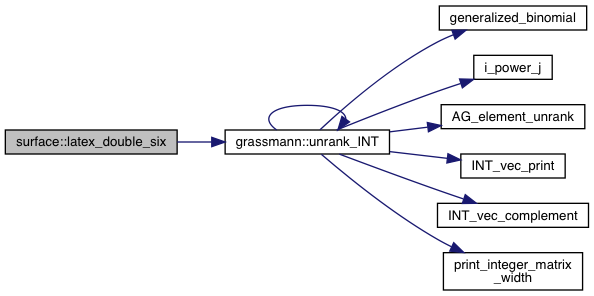 surface::latex_double_six
grassmann::unrank_INT
generalized_binomial
i_power_j
AG_element_unrank
INT_vec_print
INT_vec_complement
print_integer_matrix
_width